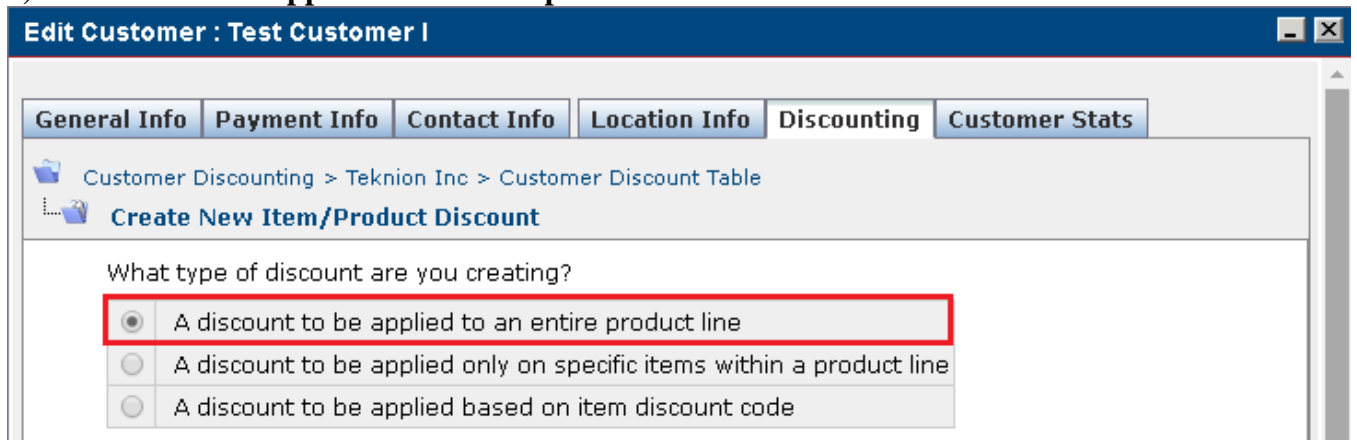 Edit Customer : Test Customer I
General Info Payment Info Contact Info Location Info Discounting Customer Stats
Customer Discounting > Teknion Inc > Customer Discount Table
Create New Item/Product Discount
What type of discount are you creating?
A discount to be applied to an entire product line
A discount to be applied only on specific items within a product line
A discount to be applied based on item discount code